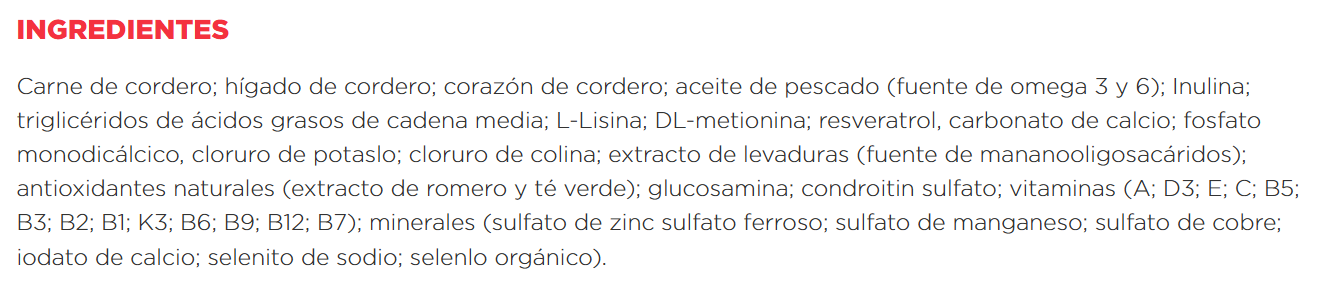 INGREDIENTES
Carne de cordero; hígado de cordero; corazón de cordero; aceite de pescado (fuente de omega 3 y 6); Inulina;
triglicéridos de ácidos grasos de cadena media; L-Lisina; DL-metionina; resveratrol, carbonato de calcio; fosfato
monodicálcico, cloruro de potaslo; cloruro de colina; extracto de levaduras (fuente de mananooligosacáridos);
antioxidantes naturales (extracto de romero y té verde); glucosamina; condroitin sulfato; vitaminas (A; D3; E; C; B5;
B3; B2; B1; K3; B6; B9; B12; B7); minerales (sulfato de zinc sulfato ferroso; sulfato de manganeso; sulfato de cobre;
iodato de calcio; selenito de sodio; selenlo orgánico).